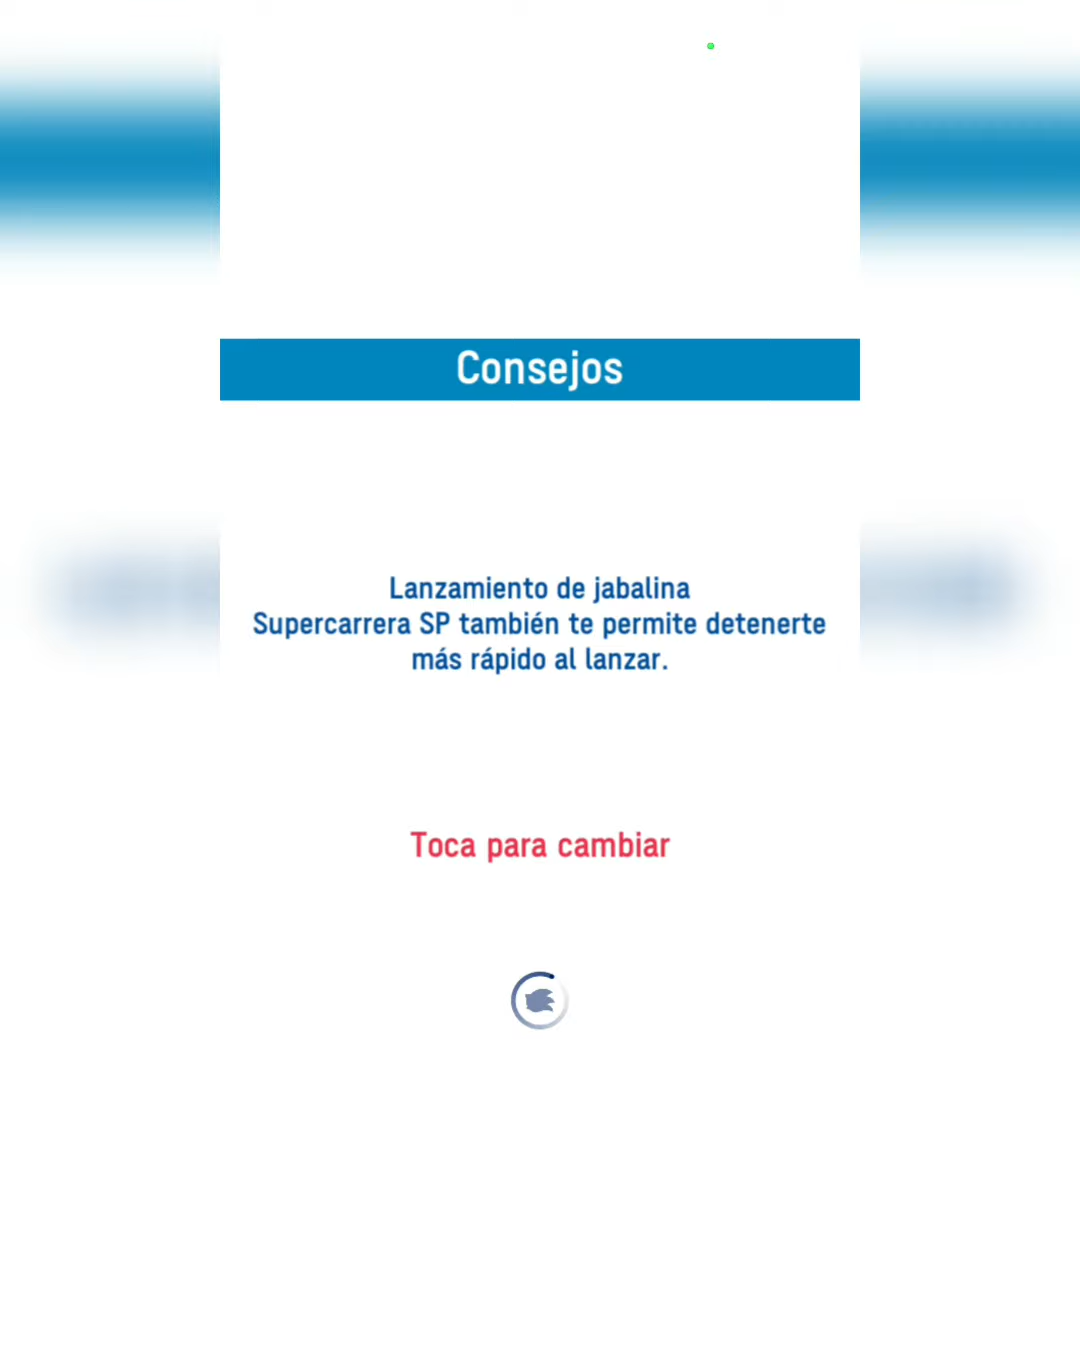 Consejos
Lanzamiento de jabalina
Supercarrera SP también te permite detenerte
más rápido al lanzar.
Toca para cambiar